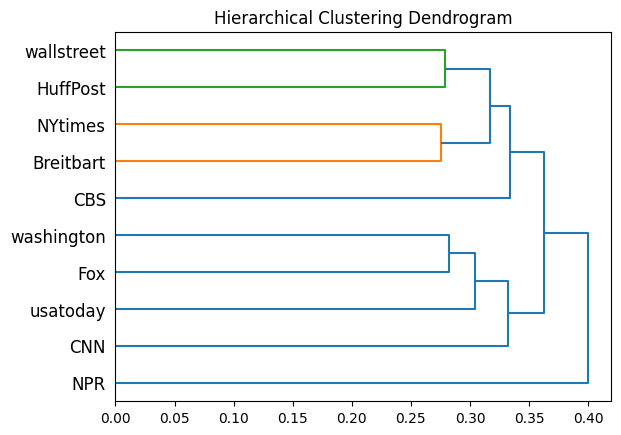 Hierarchical Clustering Dendrogram
wallstreet
HuffPost
NYtimes
Breitbart
CBS
washington
Fox
usatoday
CNN
NPR
0.00 0.05 0.10 0.15 0.20 0.25 0.30 0.35 0.40